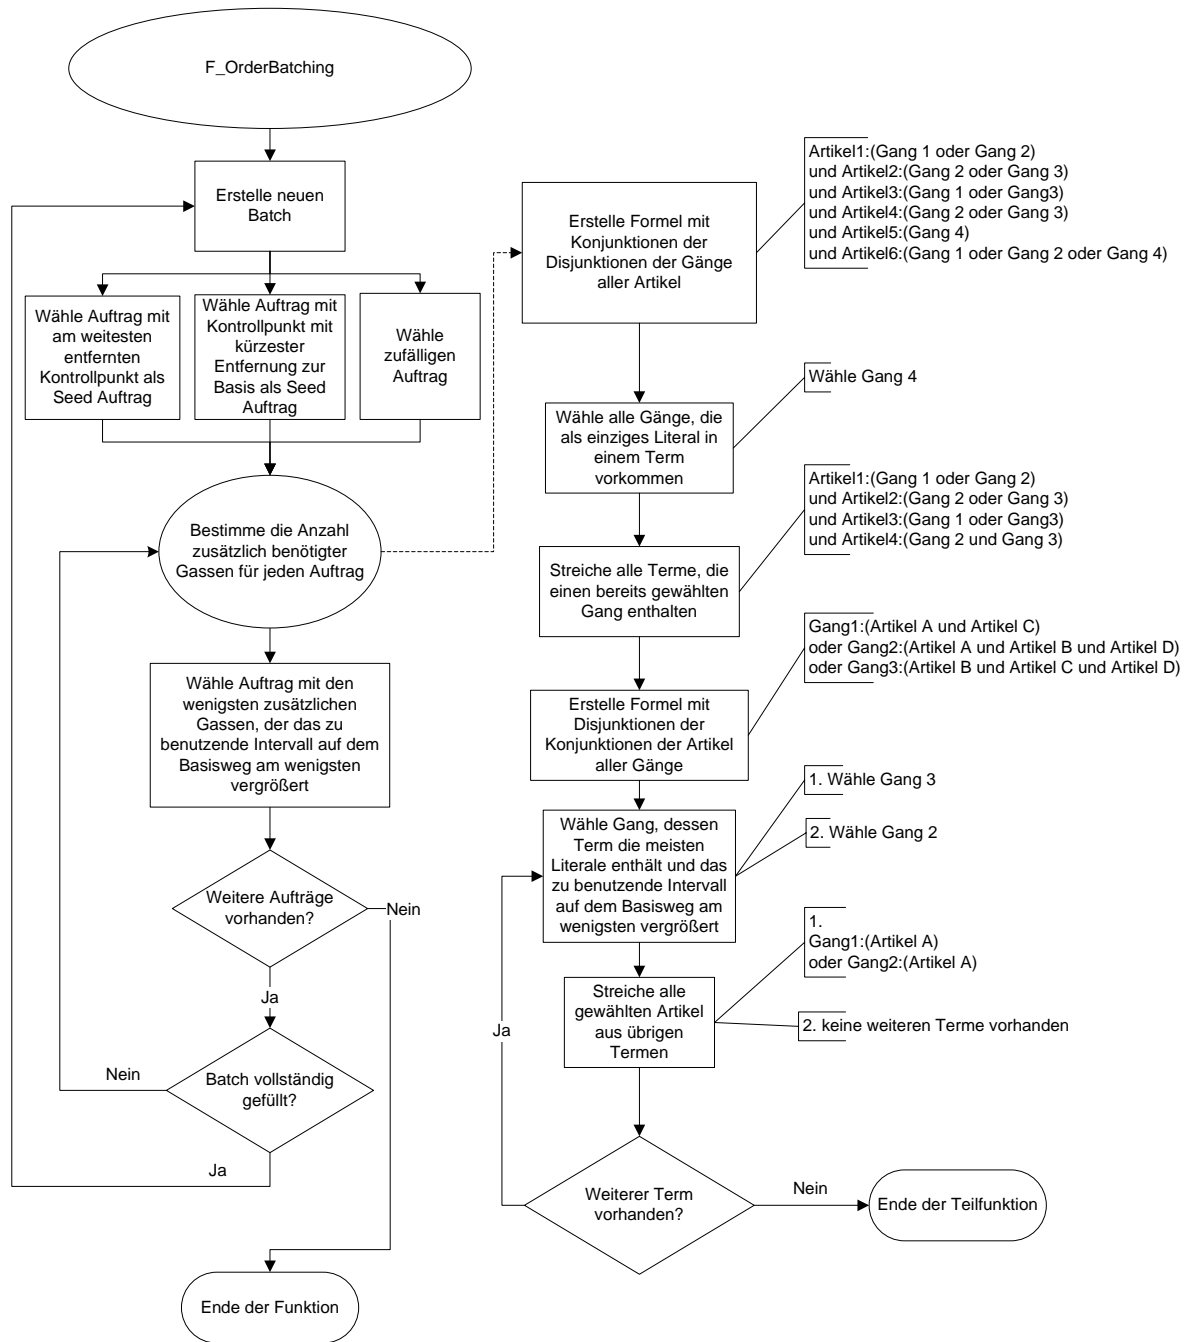 F_OrderBatching
Erstelle neuen
Batch
Wähle Auftrag mit
am weitesten
entfernten
Kontrollpunkt als
Seed Auftrag
Wähle Auftrag mit
Kontrollpunkt mit
kürzester
Entfernung zur
Basis als Seed
Auftrag
Wähle
zufälligen
Auftrag
Bestimme die Anzahl
zusätzlich benötigter
Gassen für jeden Auftrag
Wähle Auftrag mit den
wenigsten zusätzlichen
Gassen, der das zu
benutzende Intervall auf dem
Basisweg am wenigsten
vergrößert
Weitere Aufträge
vorhanden?
Nein
Ja
Batch vollständig
gefüllt?
Nein
Ja
Ende der Funktion
Erstelle Formel mit
Konjunktionen der
Disjunktionen der Gänge
aller Artikel
Artikel1:(Gang 1 oder Gang 2)
und Artikel2:(Gang 2 oder Gang 3)
und Artikel3:(Gang 1 oder Gang3)
und Artikel4:(Gang 2 oder Gang 3)
und Artikel5:(Gang 4)
und Artikel6:(Gang 1 oder Gang 2 oder Gang 4)
Wähle alle Gänge, die
als einziges Literal in
einem Term
vorkommen
Wähle Gang 4
Streiche alle Terme, die
einen bereits gewählten
Gang enthalten
Artikel1:(Gang 1 oder Gang 2)
und Artikel2:(Gang 2 oder Gang 3)
und Artikel3:(Gang 1 oder Gang3)
und Artikel4:(Gang 2 und Gang 3)
Erstelle Formel mit
Disjunktionen der
Konjunktionen der Artikel
aller Gänge
Gang1:(Artikel A und Artikel C)
oder Gang2:(Artikel A und Artikel B und Artikel D)
oder Gang3:(Artikel B und Artikel C und Artikel D)
Wähle Gang, dessen
Term die meisten
Literale enthält und das
zu benutzende Intervall
auf dem Basisweg am
wenigsten vergrößert
1. Wähle Gang 3
2. Wähle Gang 2
Streiche alle
gewählten Artikel
aus übrigen
Termen
1.
Gang1:(Artikel A)
oder Gang2:(Artikel A)
2. keine weiteren Terme vorhanden
Ja
Weiterer Term
vorhanden?
Nein
Ende der Teilfunktion